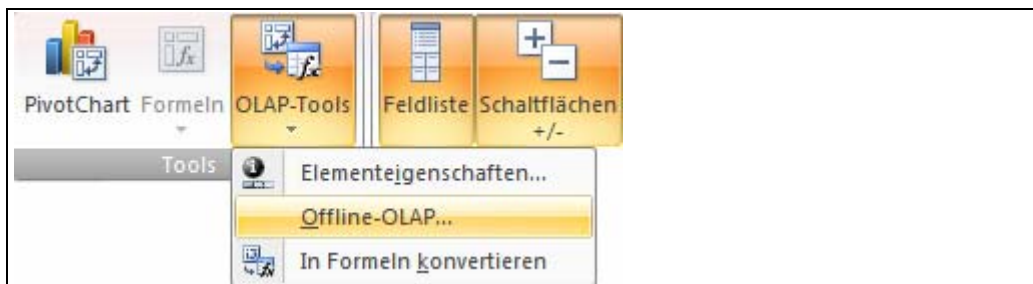 PivotChart Formeln OLAP-Tools Feldliste Schaltflächen
+/-
Tools
Elementeigenschaften...
Offline-OLAP...
In Formeln konvertieren